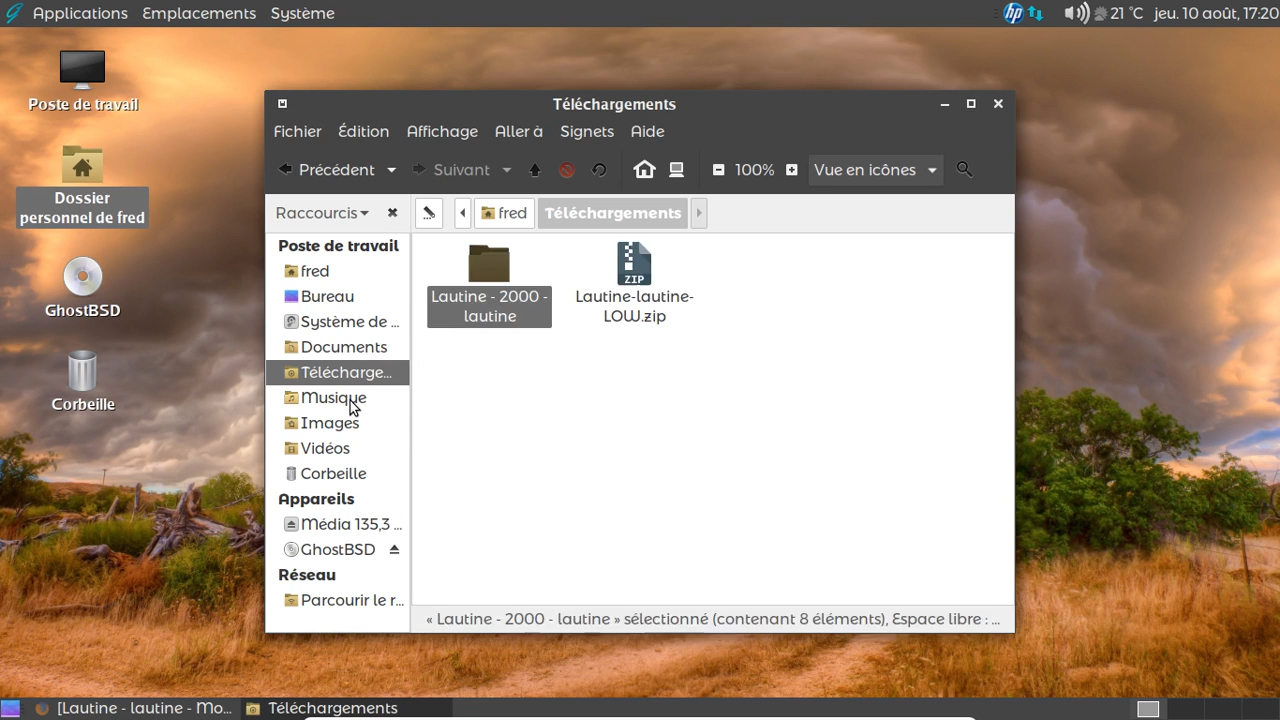 Applications Emplacements Système
hp 21 °C jeu. 10 août, 17:20
Poste de travail
Dossier
personnel de fred
GhostBSD
Corbeille
Téléchargements
Fichier Édition Affichage Aller à Signets Aide
Précédent Suivant 100% Vue en icônes
Raccourcis fred Téléchargements
Poste de travail
fred
Bureau
Système de ...
Documents
Télécharge...
Musique
Images
Vidéos
Corbeille
Appareils
Média 135,3 ...
GhostBSD
Réseau
Parcourir le r...
Lautine - 2000 -
lautine
ZIP
Lautine-lautine-
LOW.zip
« Lautine - 2000 - lautine » sélectionné (contenant 8 éléments), Espace libre : ...
[Lautine - lautine - Mo... Téléchargements